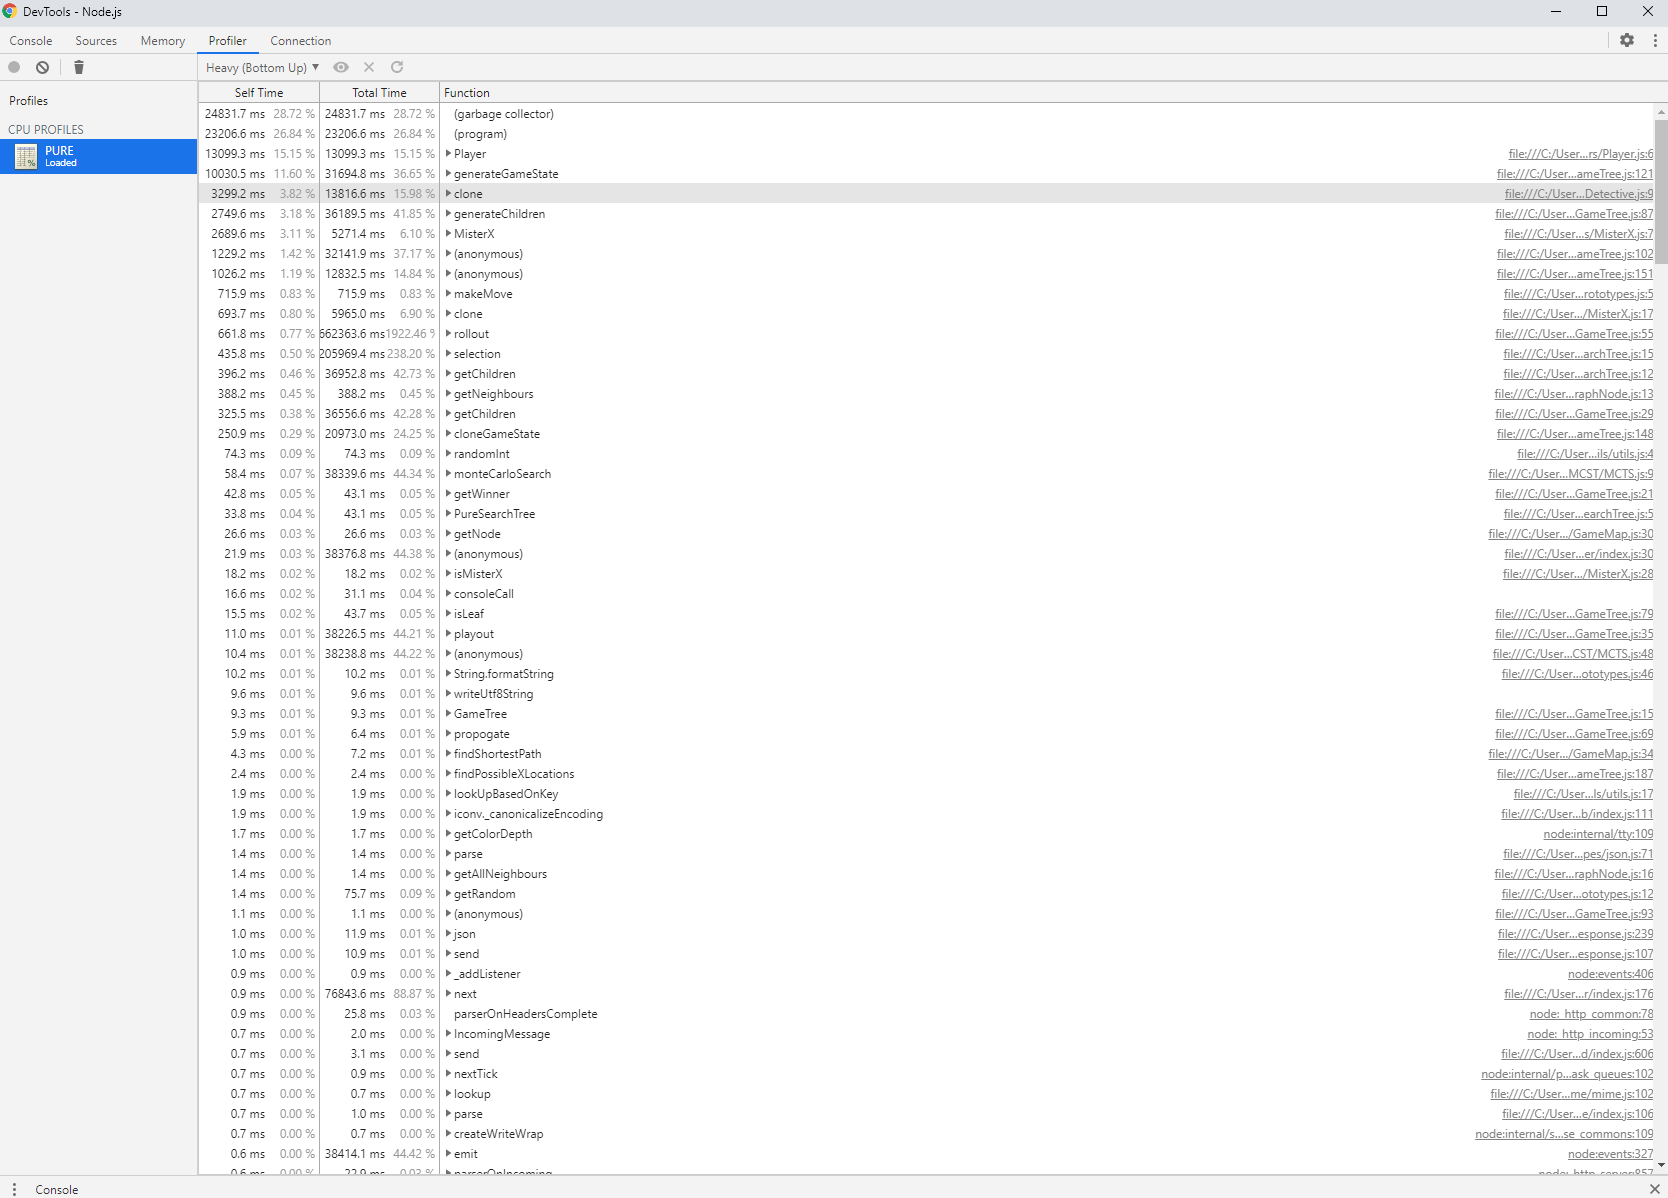 DevTools - Node.js
Console Sources Memory Profiler Connection
Heavy (Bottom Up) ▼
Profiles
CPU PROFILES
PURE
Loaded
Self Time Total Time Function
24831.7 ms 28.72 % 24831.7 ms 28.72 % (garbage collector)
23206.6 ms 26.84 % 23206.6 ms 26.84 % (program)
13099.3 ms 15.15 % 13099.3 ms 15.15 % Player file:///C:/User...rs/Player.js:6
10030.5 ms 11.60 % 31694.8 ms 36.65 % generateGameState file:///C:/User...ameTree.js:121
3299.2 ms 3.82 % 13816.6 ms 15.98 % clone file:///C:/User...Detective.js:9
2749.6 ms 3.18 % 36189.5 ms 41.85 % generateChildren file:///C:/User...GameTree.js:87
2689.6 ms 3.11 % 5271.4 ms 6.10 % MisterX file:///C:/User...s/MisterX.js:7
1229.2 ms 1.42 % 32141.9 ms 37.17 % (anonymous) file:///C:/User...ameTree.js:102
1026.2 ms 1.19 % 12832.5 ms 14.84 % (anonymous) file:///C:/User...ameTree.js:151
715.9 ms 0.83 % 715.9 ms 0.83 % makeMove file:///C:/User...rototypes.js:5
693.7 ms 0.80 % 5965.0 ms 6.90 % clone file:///C:/User.../MisterX.js:17
661.8 ms 0.77 % 662363.6 ms 1922.46 % rollout file:///C:/User...GameTree.js:55
435.8 ms 0.50 % 205969.4 ms 238.20 % selection file:///C:/User...archTree.js:15
396.2 ms 0.46 % 36952.8 ms 42.73 % getChildren file:///C:/User...archTree.js:12
388.2 ms 0.45 % 388.2 ms 0.45 % getNeighbours file:///C:/User...raphNode.js:13
325.5 ms 0.38 % 36556.6 ms 42.28 % getChildren file:///C:/User...GameTree.js:29
250.9 ms 0.29 % 20973.0 ms 24.25 % cloneGameState file:///C:/User...ameTree.js:148
74.3 ms 0.09 % 74.3 ms 0.09 % randomInt file:///C:/User...ils/utils.js:4
58.4 ms 0.07 % 38339.6 ms 44.34 % monteCarloSearch file:///C:/User...MCST/MCTS.js:9
42.8 ms 0.05 % 43.1 ms 0.05 % getWinner file:///C:/User...GameTree.js:21
33.8 ms 0.04 % 43.1 ms 0.05 % PureSearchTree file:///C:/User...earchTree.js:5
26.6 ms 0.03 % 26.6 ms 0.03 % getNode file:///C:/User.../GameMap.js:30
21.9 ms 0.03 % 38376.8 ms 44.38 % (anonymous) file:///C:/User...er/index.js:30
18.2 ms 0.02 % 18.2 ms 0.02 % isMisterX file:///C:/User.../MisterX.js:28
16.6 ms 0.02 % 31.1 ms 0.04 % consoleCall
15.5 ms 0.02 % 43.7 ms 0.05 % isLeaf file:///C:/User...GameTree.js:79
11.0 ms 0.01 % 38226.5 ms 44.21 % playout file:///C:/User...GameTree.js:35
10.4 ms 0.01 % 38238.8 ms 44.22 % (anonymous) file:///C:/User...CST/MCTS.js:48
10.2 ms 0.01 % 10.2 ms 0.01 % String.formatString file:///C:/User...ototypes.js:46
9.6 ms 0.01 % 9.6 ms 0.01 % writeUtf8String
9.3 ms 0.01 % 9.3 ms 0.01 % GameTree file:///C:/User...GameTree.js:15
5.9 ms 0.01 % 6.4 ms 0.01 % propogate file:///C:/User...GameTree.js:69
4.3 ms 0.00 % 7.2 ms 0.01 % findShortestPath file:///C:/User.../GameMap.js:34
2.4 ms 0.00 % 2.4 ms 0.00 % findPossibleXLocations file:///C:/User...ameTree.js:187
1.9 ms 0.00 % 1.9 ms 0.00 % lookUpBasedOnKey file:///C:/User...ls/utils.js:17
1.9 ms 0.00 % 1.9 ms 0.00 % iconv._canonicalizeEncoding file:///C:/User...b/index.js:111
1.7 ms 0.00 % 1.7 ms 0.00 % getColorDepth node:internal/tty:109
1.4 ms 0.00 % 1.4 ms 0.00 % parse file:///C:/User...pes/json.js:71
1.4 ms 0.00 % 1.4 ms 0.00 % getAllNeighbours file:///C:/User...raphNode.js:16
1.4 ms 0.00 % 75.7 ms 0.09 % getRandom file:///C:/User...ototypes.js:12
1.1 ms 0.00 % 1.1 ms 0.00 % (anonymous) file:///C:/User...GameTree.js:93
1.0 ms 0.00 % 11.9 ms 0.01 % json file:///C:/User...esponse.js:239
1.0 ms 0.00 % 10.9 ms 0.01 % send file:///C:/User...esponse.js:107
0.9 ms 0.00 % 0.9 ms 0.00 % _addListener node:events:406
0.9 ms 0.00 % 76843.6 ms 88.87 % next file:///C:/User...r/index.js:176
0.9 ms 0.00 % 25.8 ms 0.03 % parserOnHeadersComplete node:_http_common:78
0.7 ms 0.00 % 2.0 ms 0.00 % IncomingMessage node:_http_incoming:53
0.7 ms 0.00 % 3.1 ms 0.00 % send file:///C:/User...d/index.js:606
0.7 ms 0.00 % 0.9 ms 0.00 % nextTick node:internal/p...ask_queues:102
0.7 ms 0.00 % 0.7 ms 0.00 % lookup file:///C:/User...me/mime.js:102
0.7 ms 0.00 % 1.0 ms 0.00 % parse file:///C:/User...e/index.js:106
0.7 ms 0.00 % 0.7 ms 0.00 % createWriteWrap node:internal/s...se_commons:109
0.6 ms 0.00 % 38414.1 ms 44.42 % emit node:events:327
0.6 ms 0.00 % 22.9 ms 0.03 % parserOnIncoming node:_http_server:857
Console